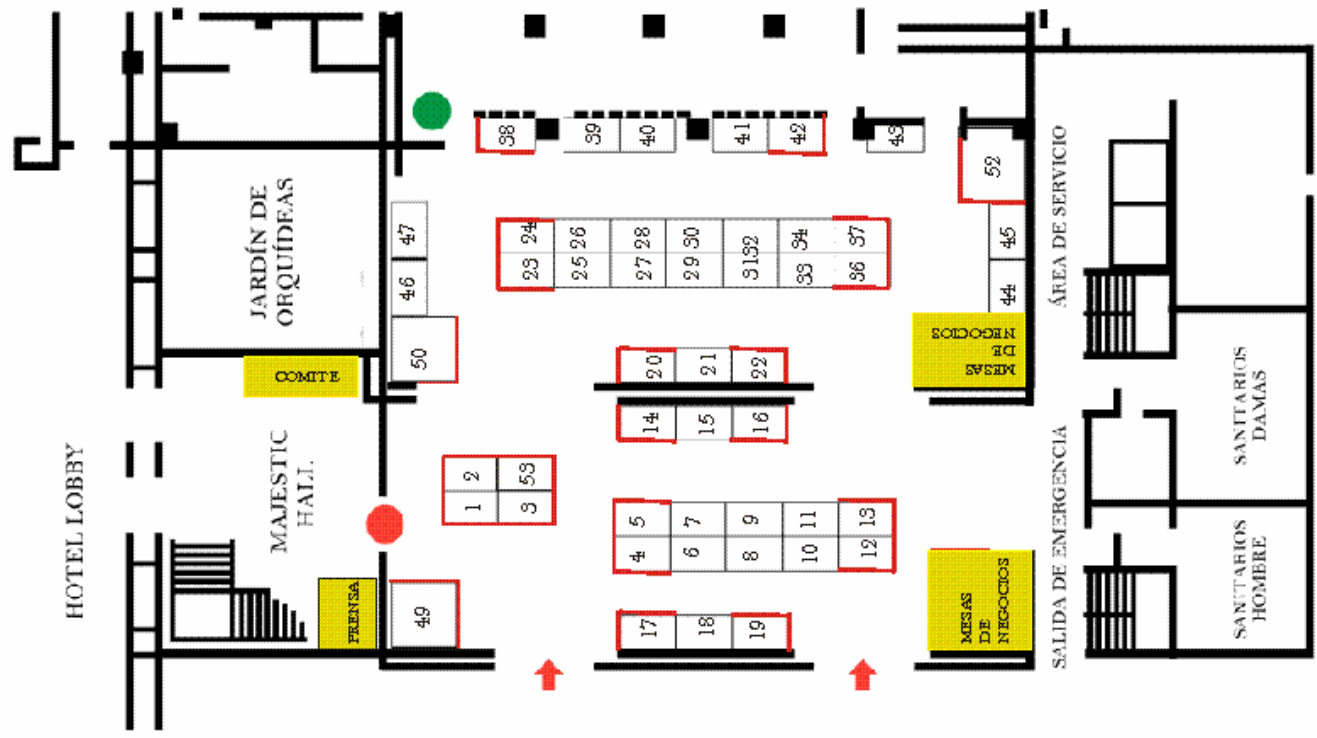 HOTEL LOBBY
JARDÍN DE
ORQUÍDEAS
COMITE
MAJESTIC
HALL
PRENSA
47
46
50
49
38
39
40
41
42
43
52
45
44
24
26
28
30
32
34
37
23
25
27
29
31
33
36
20
21
22
14
15
16
2
53
1
3
5
7
9
11
13
4
6
8
10
12
17
18
19
MESAS
DE
NEGOCIOS
MESAS
DE
NEGOCIOS
ÁREA DE SERVICIO
SALIDA DE EMERGENCIA
SANITARIOS
DAMAS
SANITARIOS
HOMBRE